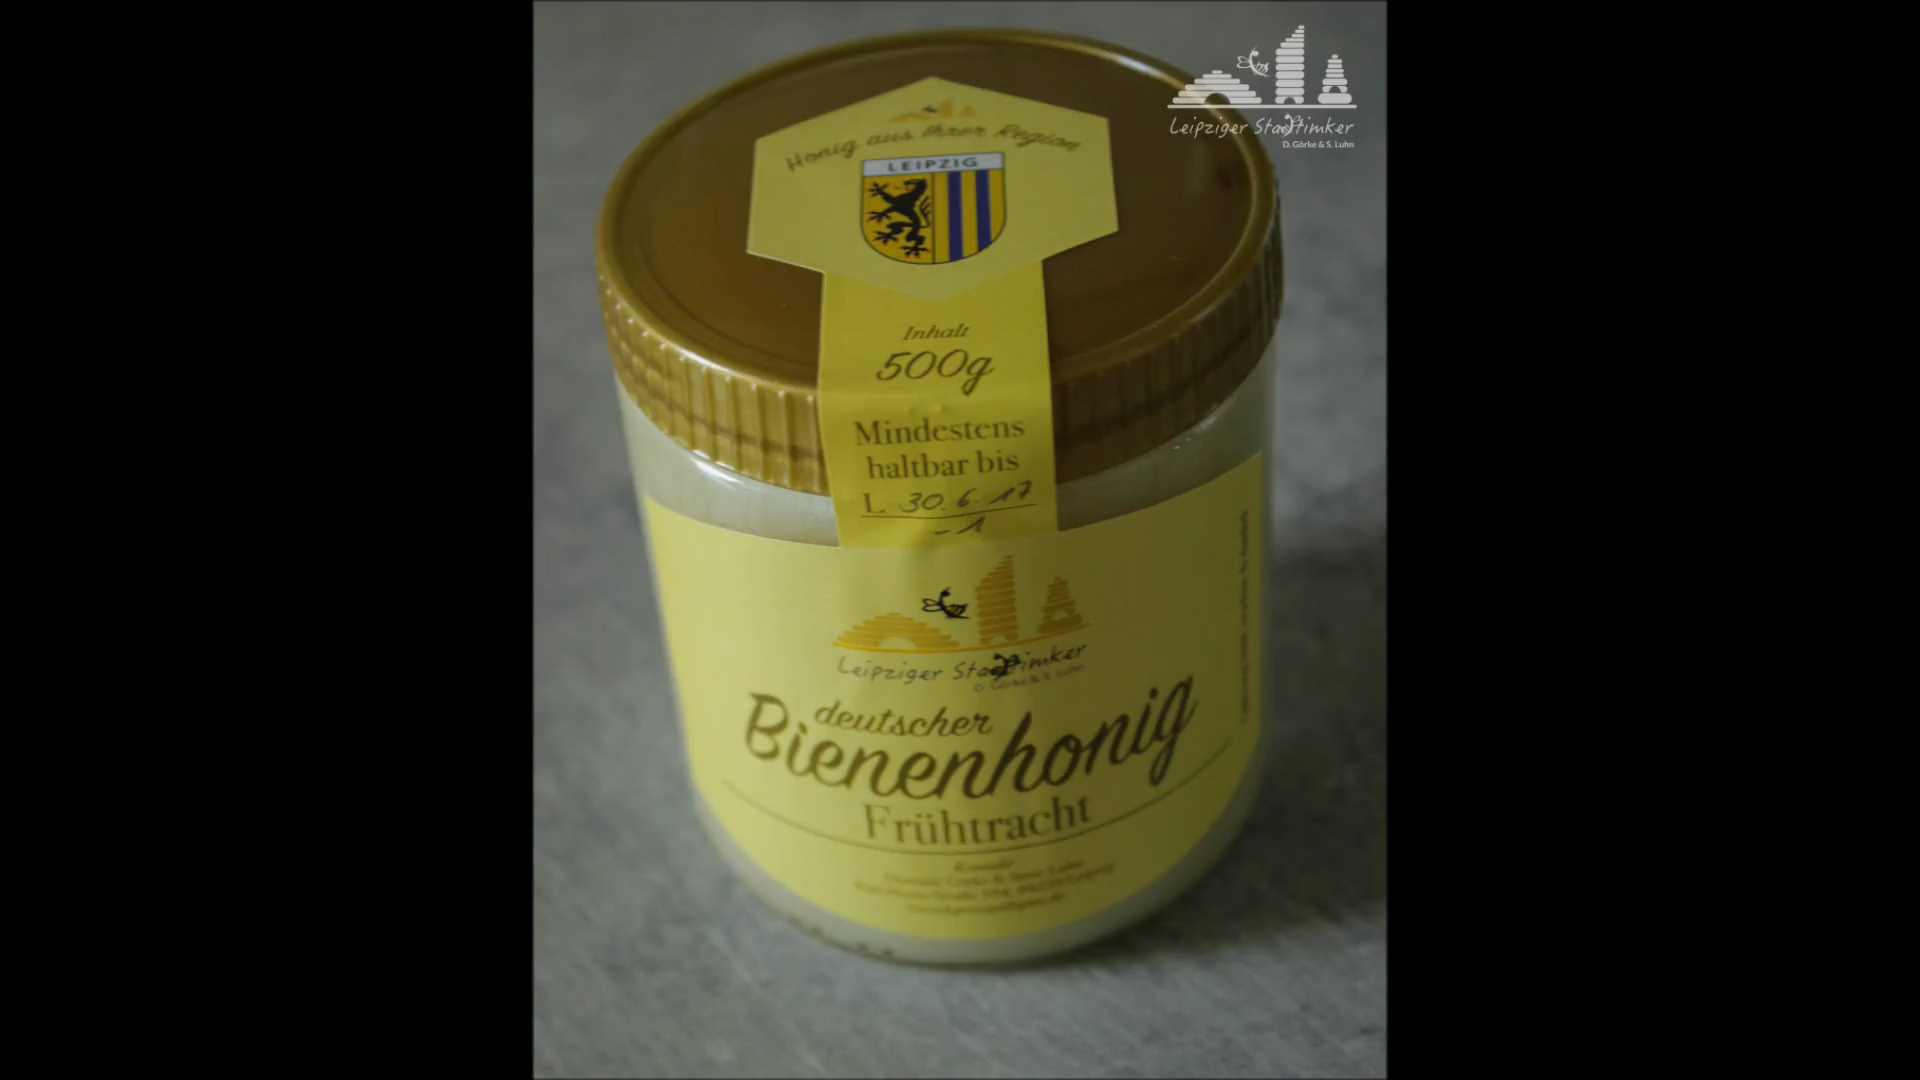 Leipziger Stadtimker
D. Görke & S. Luhn
Honig aus Ihrer Region
LEIPZIG
Inhalt
500g
Mindestens
haltbar bis
L 30.6.17
- 1
Leipziger Stadtimker
D. Görke & S. Luhn
deutscher
Bienenhonig
Frühtracht
Kontakt